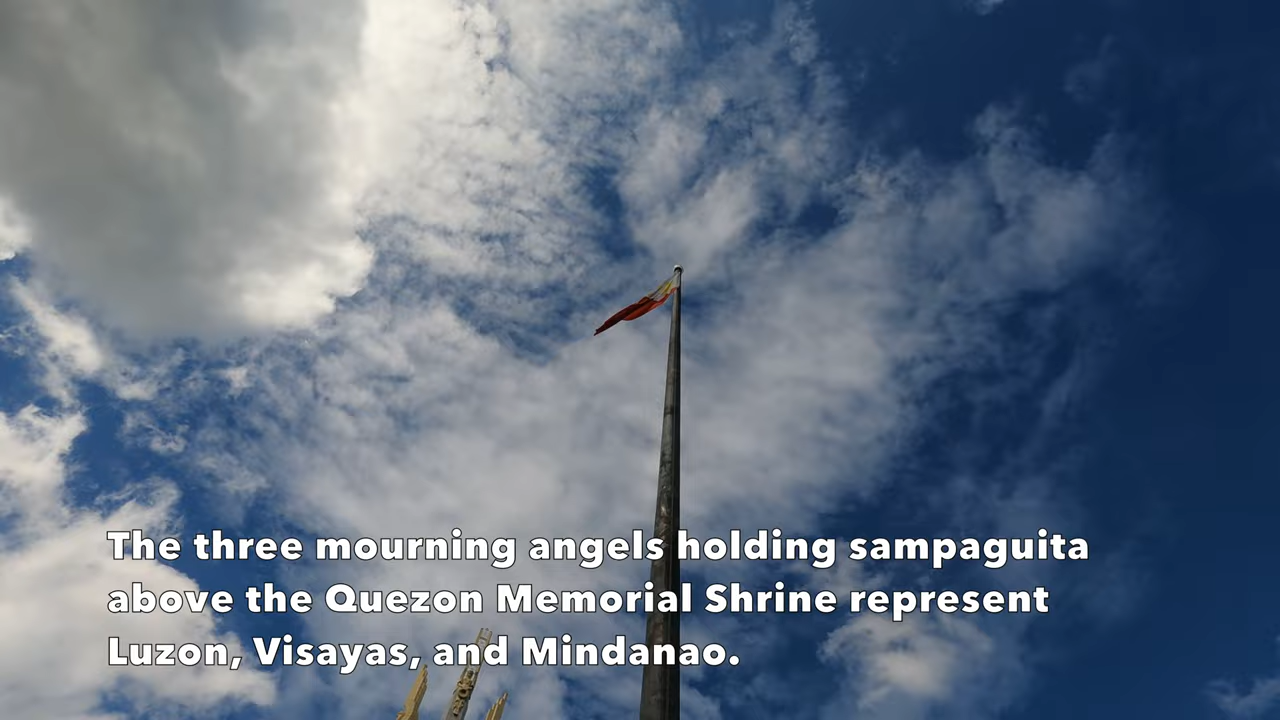 The three mourning angels holding sampaguita
above the Quezon Memorial Shrine represent
Luzon, Visayas, and Mindanao.